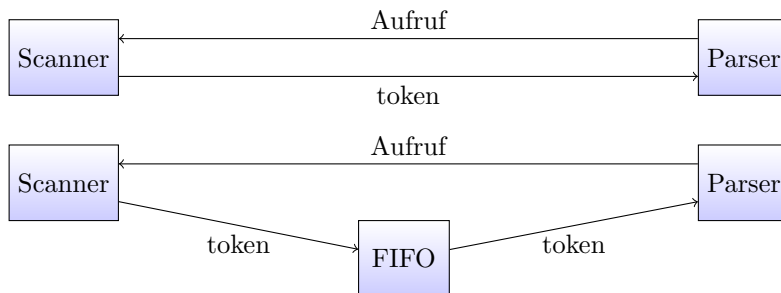 Aufruf
Scanner
Parser
token
Aufruf
Scanner
Parser
token
FIFO
token